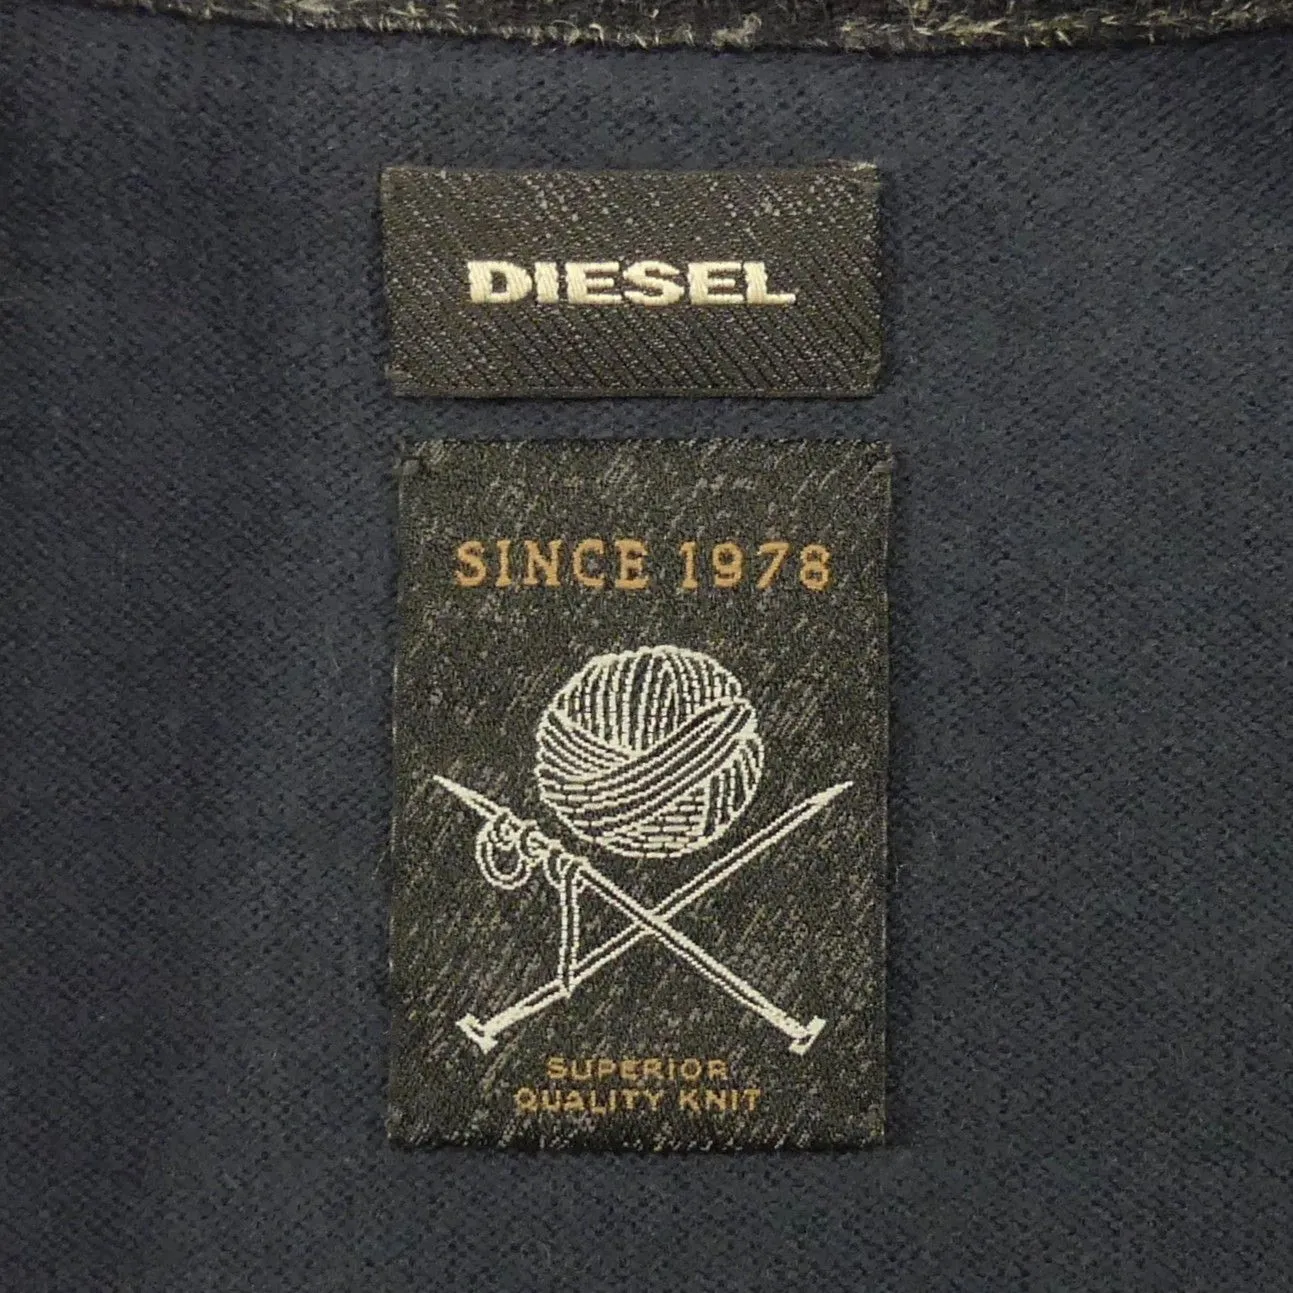 DIESEL
SINCE 1978
SUPERIOR
QUALITY KNIT